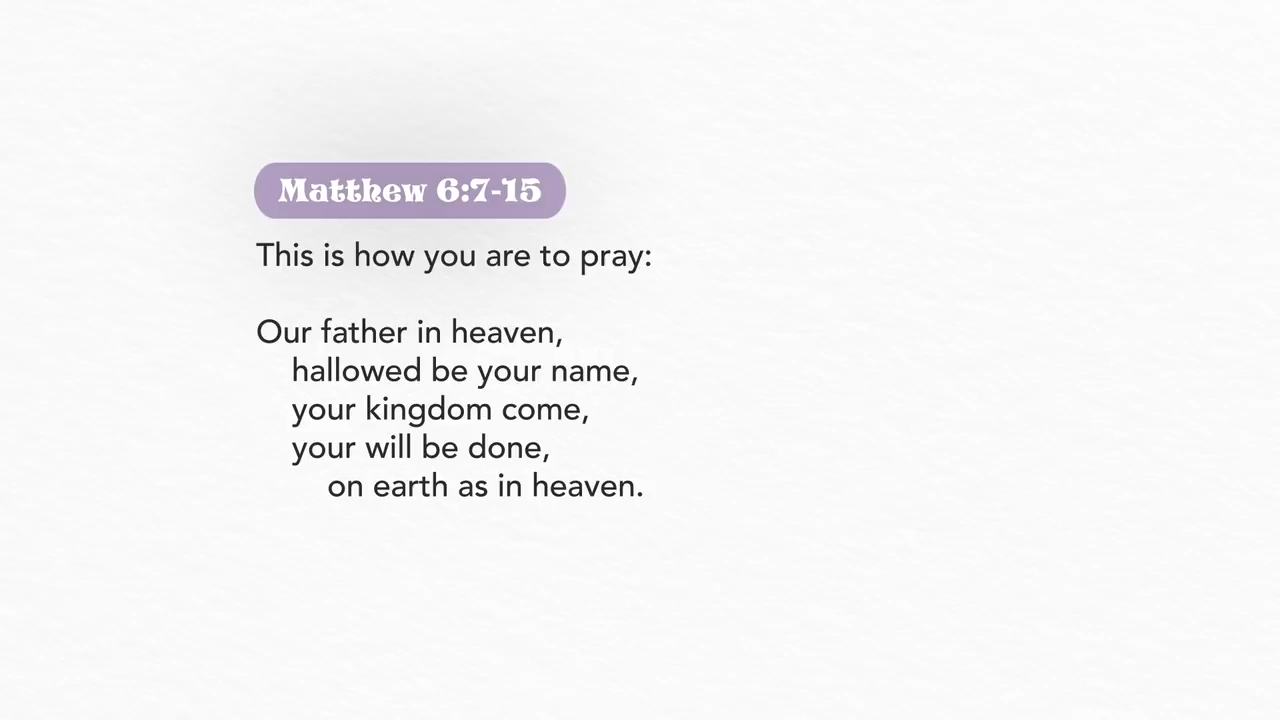 Matthew 6:7-15
This is how you are to pray:
Our father in heaven,
hallowed be your name,
your kingdom come,
your will be done,
on earth as in heaven.